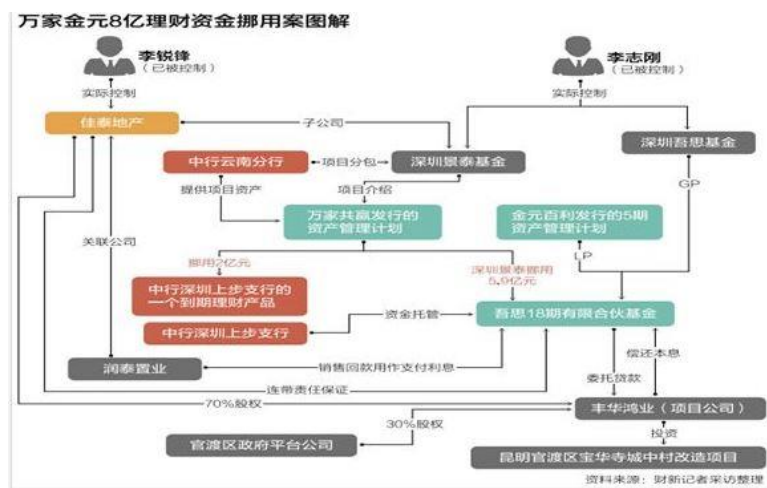 万家金元8亿理财资金挪用案图解
李锐锋
（已被控制）
李志刚
（已被控制）
实际控制
实际控制
佳泰地产
子公司
深圳吾思基金
中行云南分行
项目分包
深圳景泰基金
提供项目资产
项目介绍
GP
万家共赢发行的
资产管理计划
金元百利发行的5期
资产管理计划
关联公司
挪用2亿元
深圳景泰挪用
5.9亿元
LP
中行深圳上步支行的
一个到期理财产品
中行深圳上步支行
资金托管
吾思18期有限合伙基金
润泰置业
销售回款用作支付利息
偿还本息
委托贷款
连带责任保证
70%股权
丰华鸿业（项目公司）
30%股权
官渡区政府平台公司
投资
昆明官渡区宝华寺城中村改造项目
资料来源：财新记者采访整理